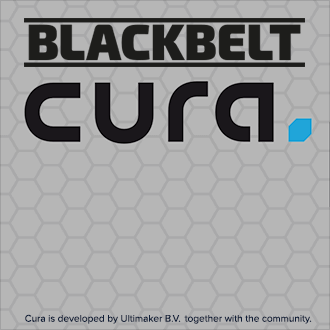 BLACKBELT
cura.
Cura is developed by Ultimaker B.V. together with the community.